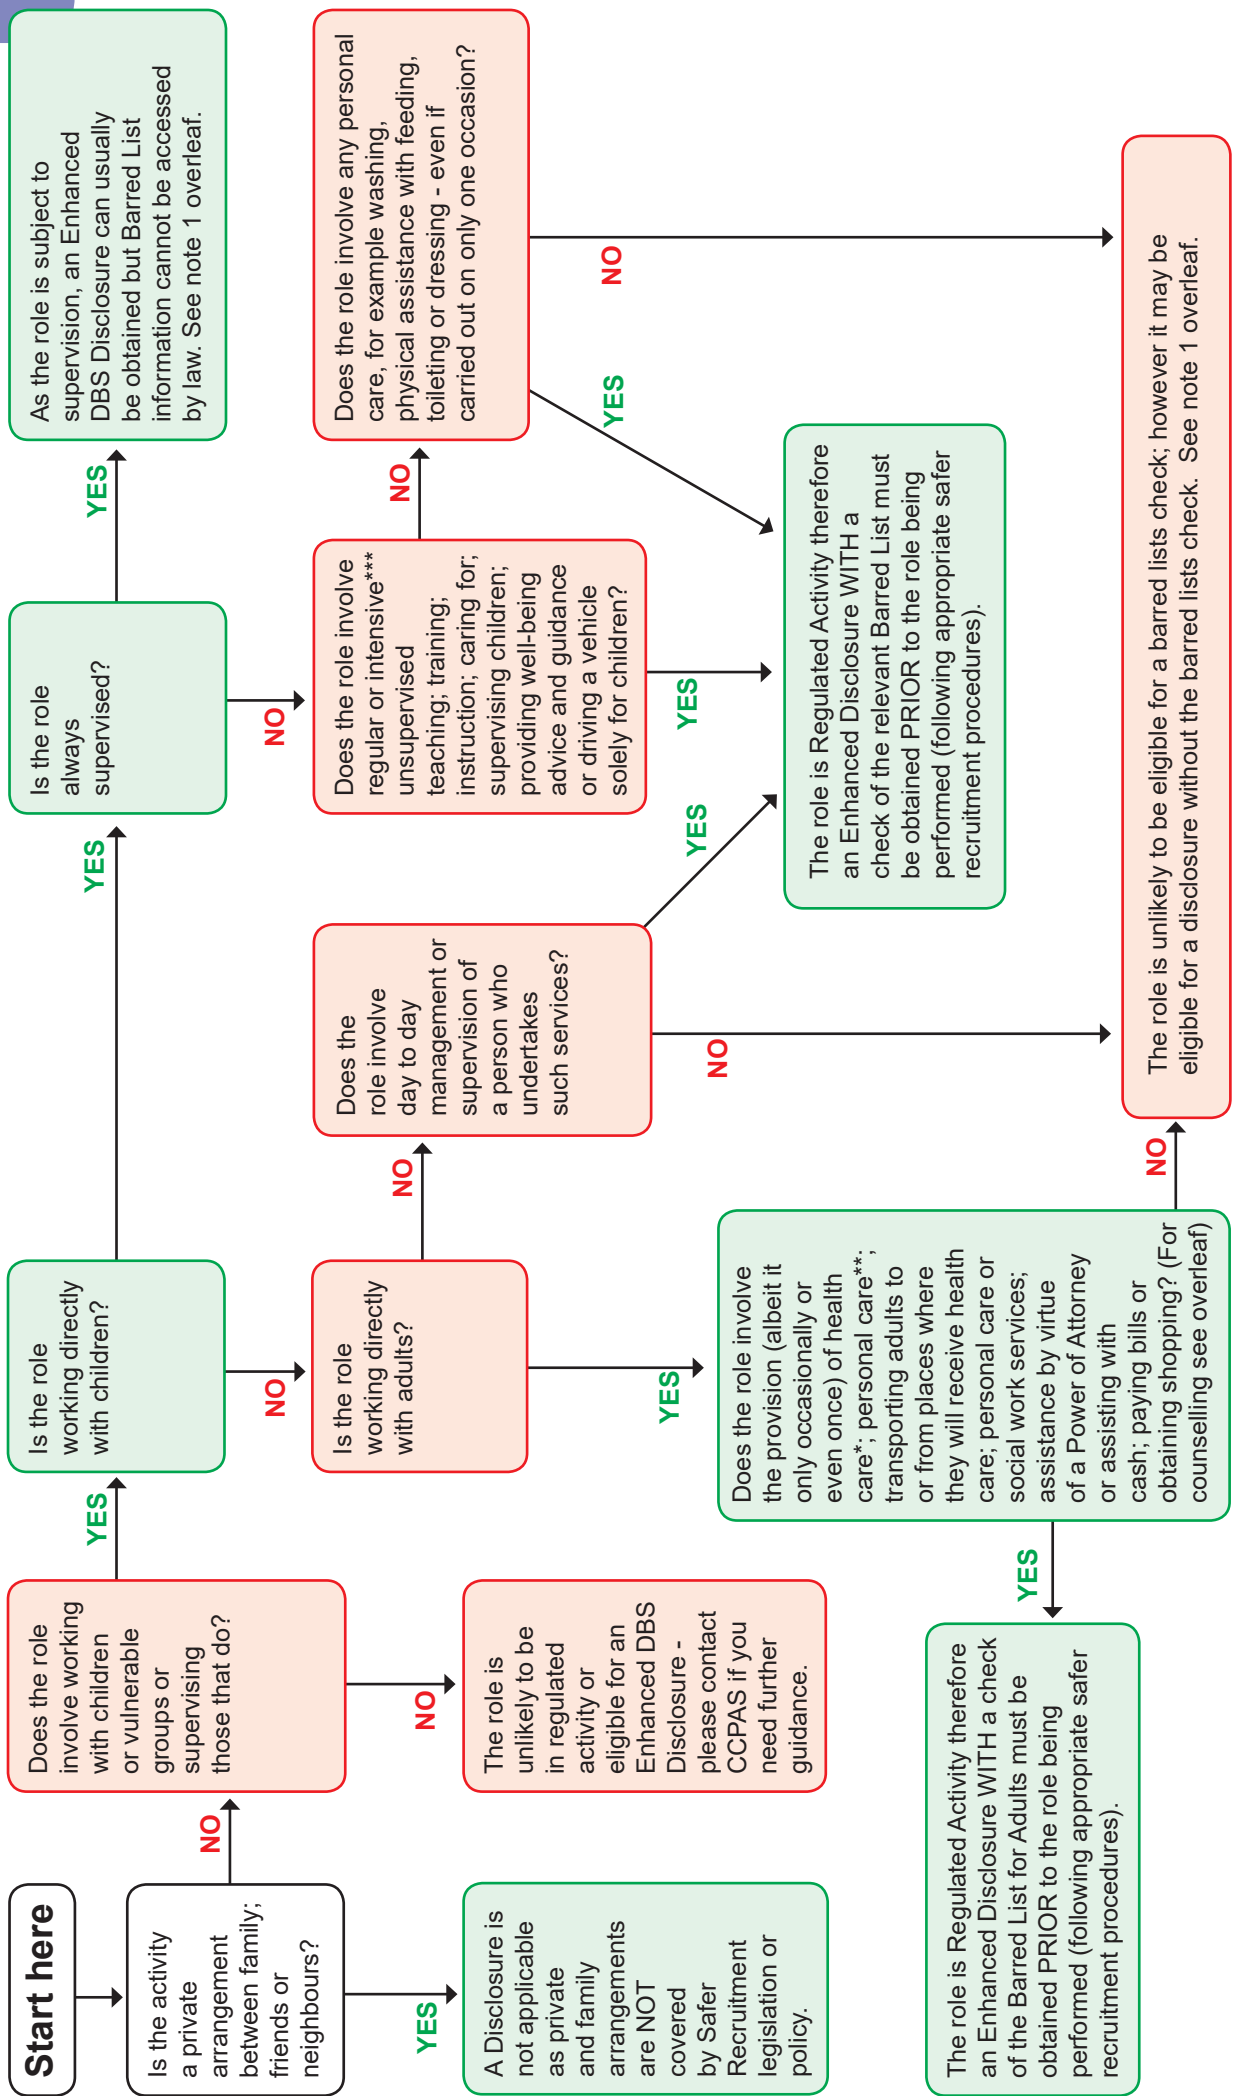 Start here
Is the activity
a private
arrangement
between family;
friends or
neighbours?
YES
A Disclosure is
not applicable
as private
and family
arrangements
are NOT
covered
by Safer
Recruitment
legislation or
policy.
NO
Does the role
involve working
with children
or vulnerable
groups or
supervising
those that do?
NO
The role is
unlikely to be
in regulated
activity or
eligible for an
Enhanced DBS
Disclosure -
please contact
CCPAS if you
need further
guidance.
YES
Is the role
working directly
with children?
NO
Is the role
working directly
with adults?
YES
Does the role involve
the provision (albeit it
only occasionally or
even once) of health
care*; personal care**;
transporting adults to
or from places where
they will receive health
care; personal care or
social work services;
assistance by virtue
of a Power of Attorney
or assisting with
cash; paying bills or
obtaining shopping? (For
counselling see overleaf)
YES
The role is Regulated Activity therefore
an Enhanced Disclosure WITH a check
of the Barred List for Adults must be
obtained PRIOR to the role being
performed (following appropriate safer
recruitment procedures).
NO
NO
Does the
role involve
day to day
management or
supervision of
a person who
undertakes
such services?
NO
YES
YES
Is the role
always
supervised?
NO
Does the role involve
regular or intensive***
unsupervised
teaching; training;
instruction; caring for;
supervising children;
providing well-being
advice and guidance
or driving a vehicle
solely for children?
YES
The role is Regulated Activity therefore
an Enhanced Disclosure WITH a
check of the relevant Barred List must
be obtained PRIOR to the role being
performed (following appropriate safer
recruitment procedures).
YES
As the role is subject to
supervision, an Enhanced
DBS Disclosure can usually
be obtained but Barred List
information cannot be accessed
by law. See note 1 overleaf.
NO
Does the role involve any personal
care, for example washing,
physical assistance with feeding,
toileting or dressing - even if
carried out on only one occasion?
YES
NO
The role is unlikely to be eligible for a barred lists check; however it may be
eligible for a disclosure without the barred lists check. See note 1 overleaf.